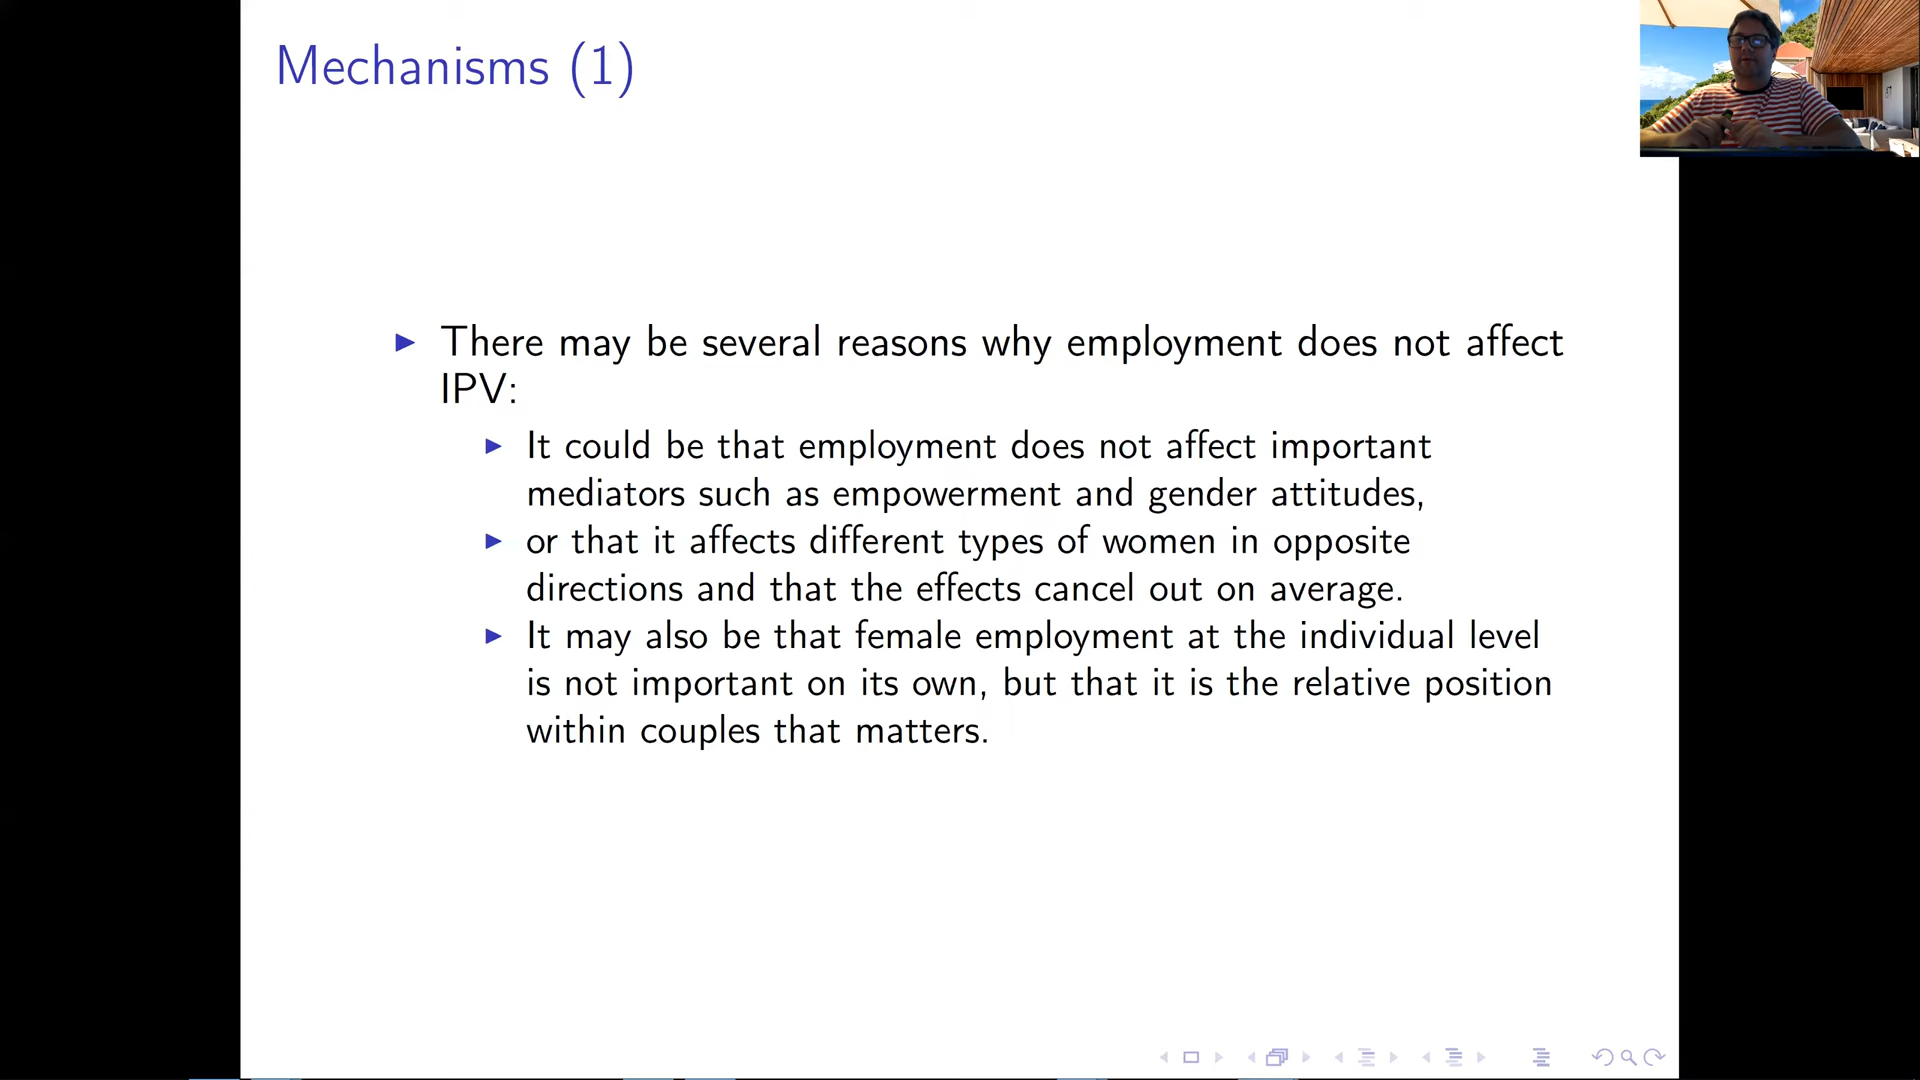 Mechanisms (1)
There may be several reasons why employment does not affect
IPV:
It could be that employment does not affect important
mediators such as empowerment and gender attitudes,
or that it affects different types of women in opposite
directions and that the effects cancel out on average.
It may also be that female employment at the individual level
is not important on its own, but that it is the relative position
within couples that matters.